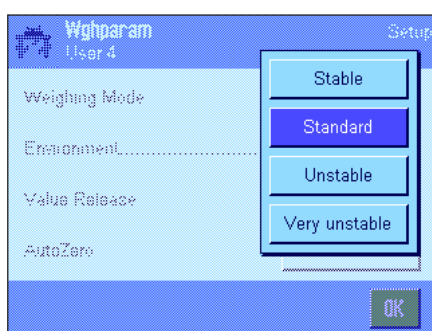 Wghparam
User 4
Setup
Weighing Mode
Environment
Value Release
AutoZero
Stable
Standard
Unstable
Very unstable
OK